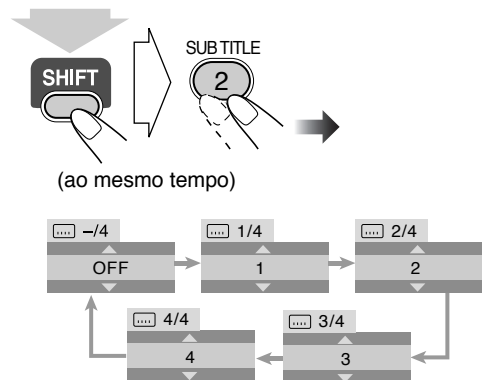 SUB TITLE
SHIFT
2
(ao mesmo tempo)
–/4
OFF
1/4
1
2/4
2
3/4
3
4/4
4